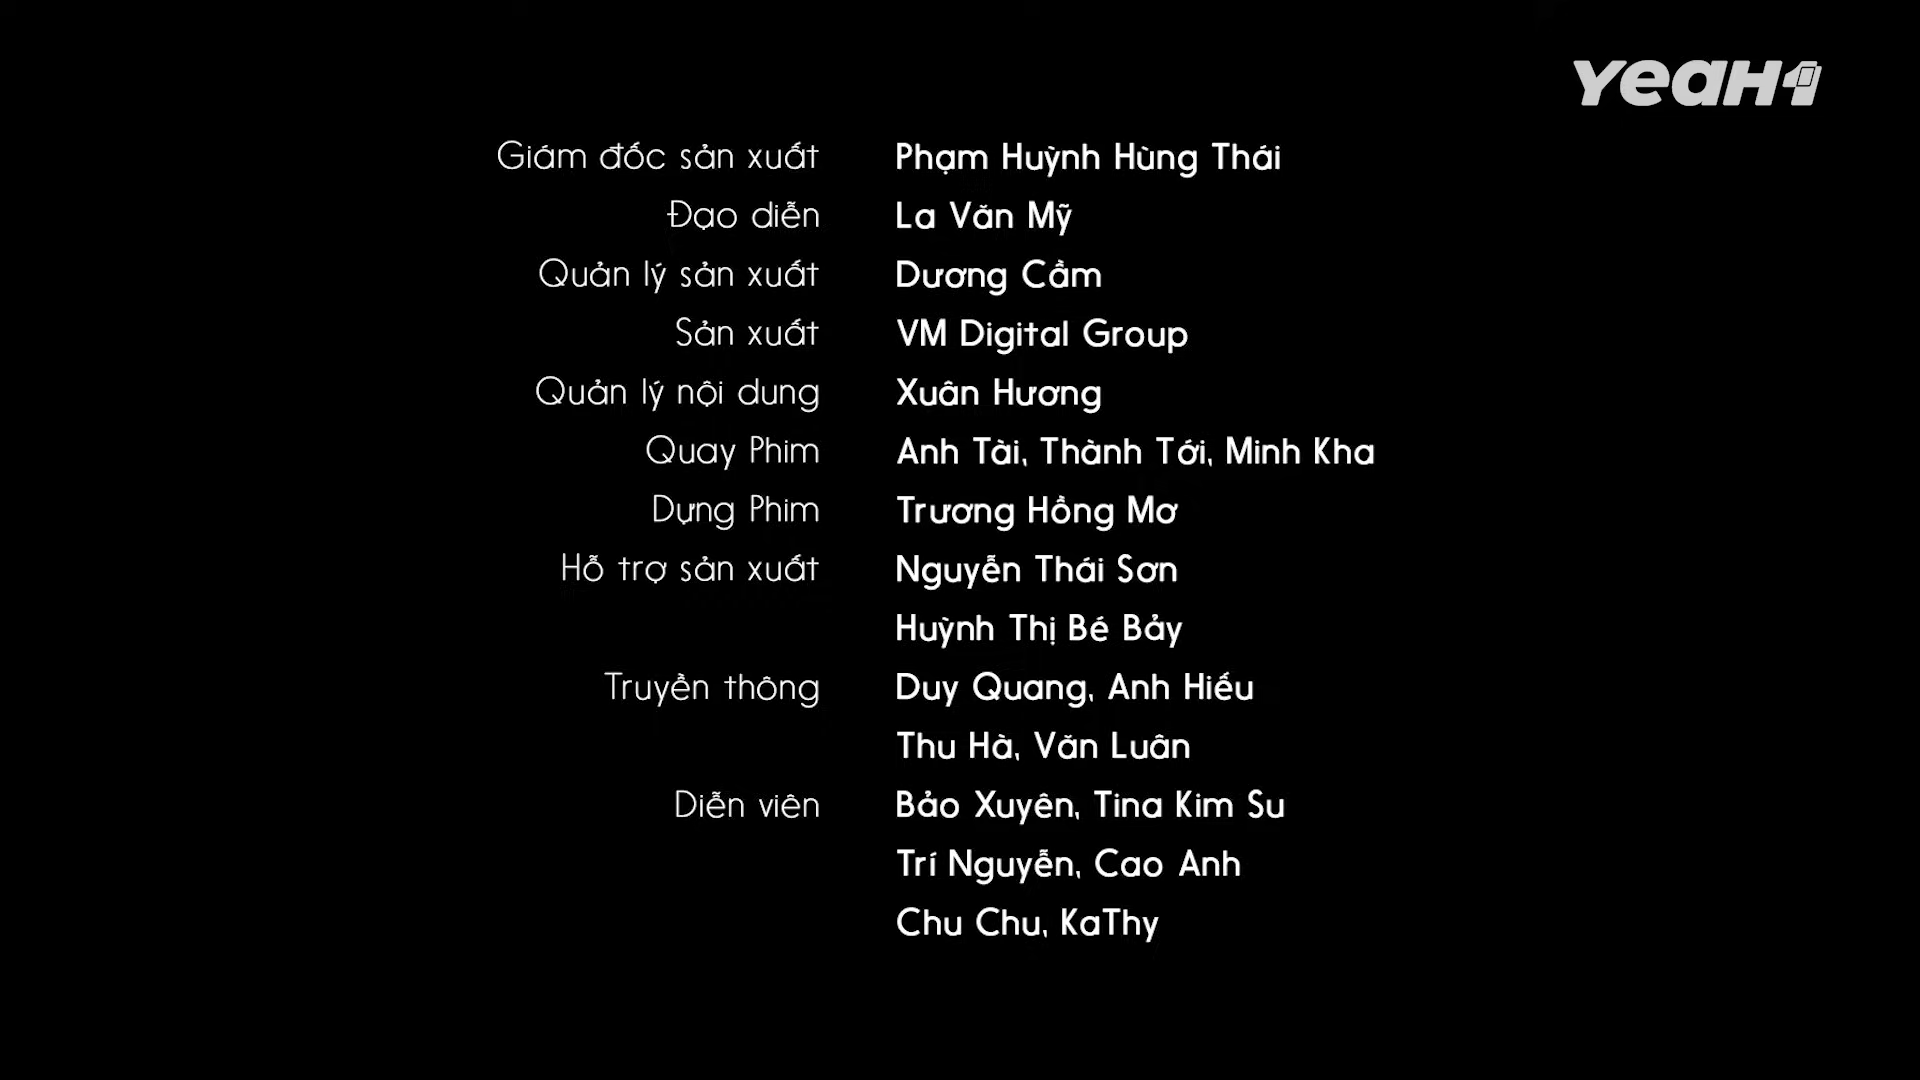 YEAH1
Giám đốc sản xuất Phạm Huỳnh Hùng Thái
Đạo diễn La Văn Mỹ
Quản lý sản xuất Dương Cầm
Sản xuất VM Digital Group
Quản lý nội dung Xuân Hương
Quay Phim Anh Tài, Thành Tới, Minh Kha
Dựng Phim Trương Hồng Mơ
Hỗ trợ sản xuất Nguyễn Thái Sơn
Huỳnh Thị Bé Bảy
Truyền thông Duy Quang, Anh Hiếu
Thu Hà, Văn Luân
Diễn viên Bảo Xuyên, Tina Kim Su
Trí Nguyễn, Cao Anh
Chu Chu, KaThy